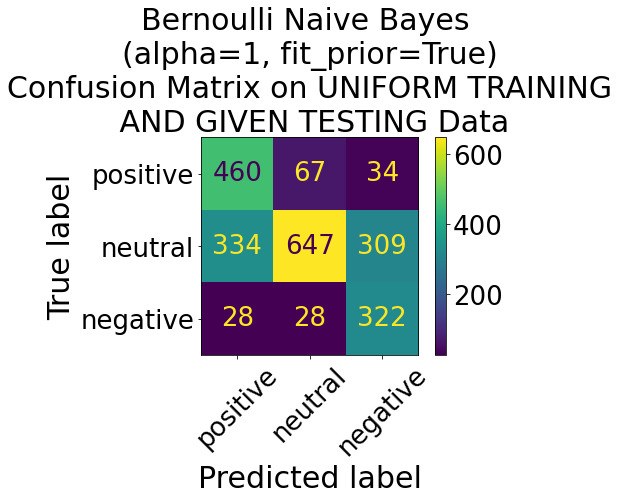 Bernoulli Naive Bayes
(alpha=1, fit_prior=True)
Confusion Matrix on UNIFORM TRAINING
AND GIVEN TESTING Data
True label
positive 460 67 34
neutral 334 647 309
negative 28 28 322
positive neutral negative
Predicted label
600
400
200